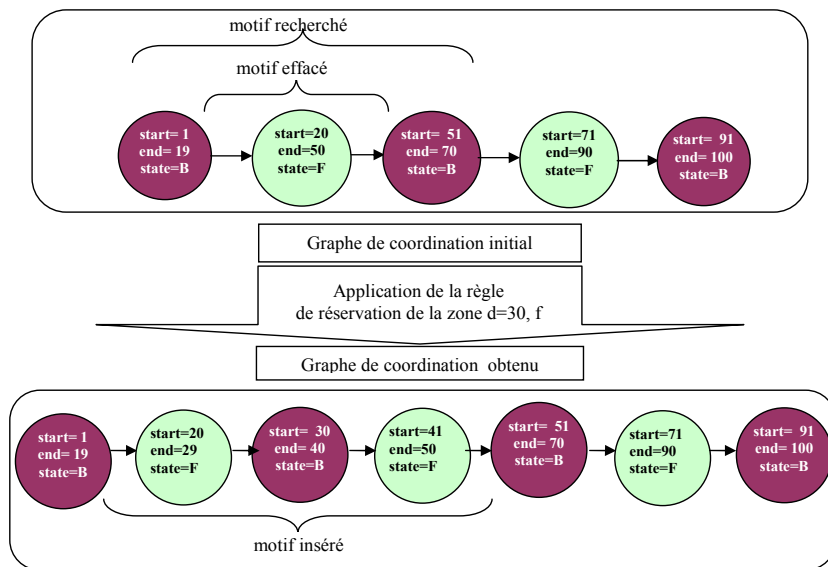 motif recherché
motif effacé
start= 1
end= 19
state=B
start=20
end=50
state=F
start= 51
end= 70
state=B
start=71
end=90
state=F
start= 91
end= 100
state=B
Graphe de coordination initial
Application de la règle
de réservation de la zone d=30, f
Graphe de coordination obtenu
start= 1
end= 19
state=B
start=20
end=29
state=F
start= 30
end= 40
state=B
start=41
end=50
state=F
start= 51
end= 70
state=B
start=71
end=90
state=F
start= 91
end= 100
state=B
motif inséré